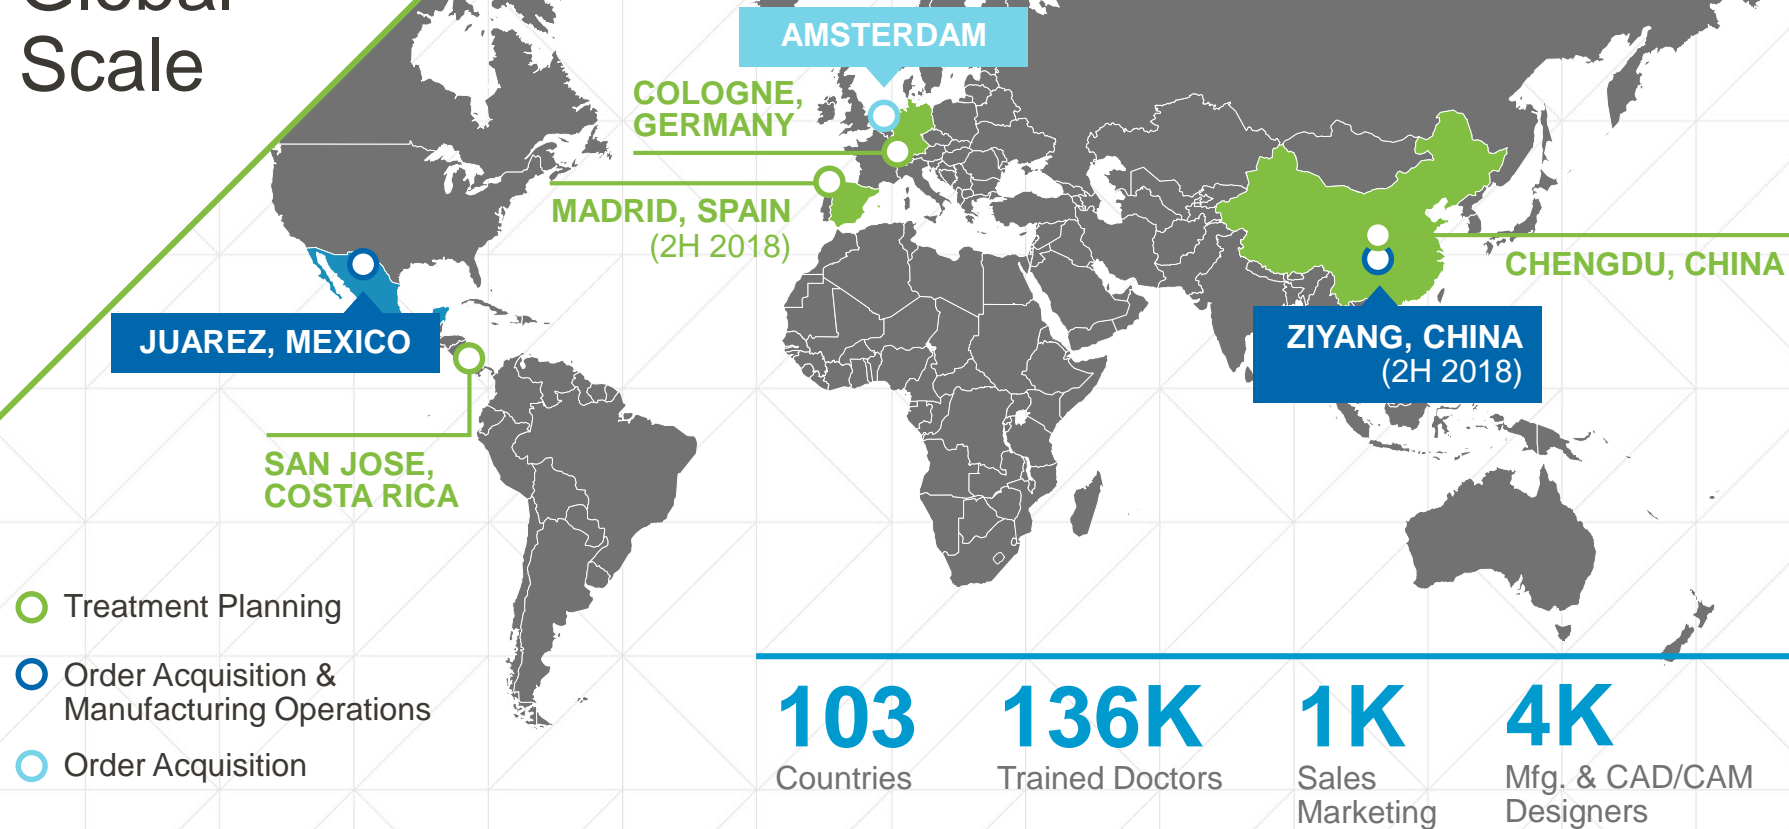 Global
Scale
AMSTERDAM
COLOGNE,
GERMANY
MADRID, SPAIN
(2H 2018)
CHENGDU, CHINA
JUAREZ, MEXICO
ZIYANG, CHINA
(2H 2018)
SAN JOSE,
COSTA RICA
Treatment Planning
Order Acquisition &
Manufacturing Operations
Order Acquisition
103
Countries
136K
Trained Doctors
1K
Sales
Marketing
4K
Mfg. & CAD/CAM
Designers